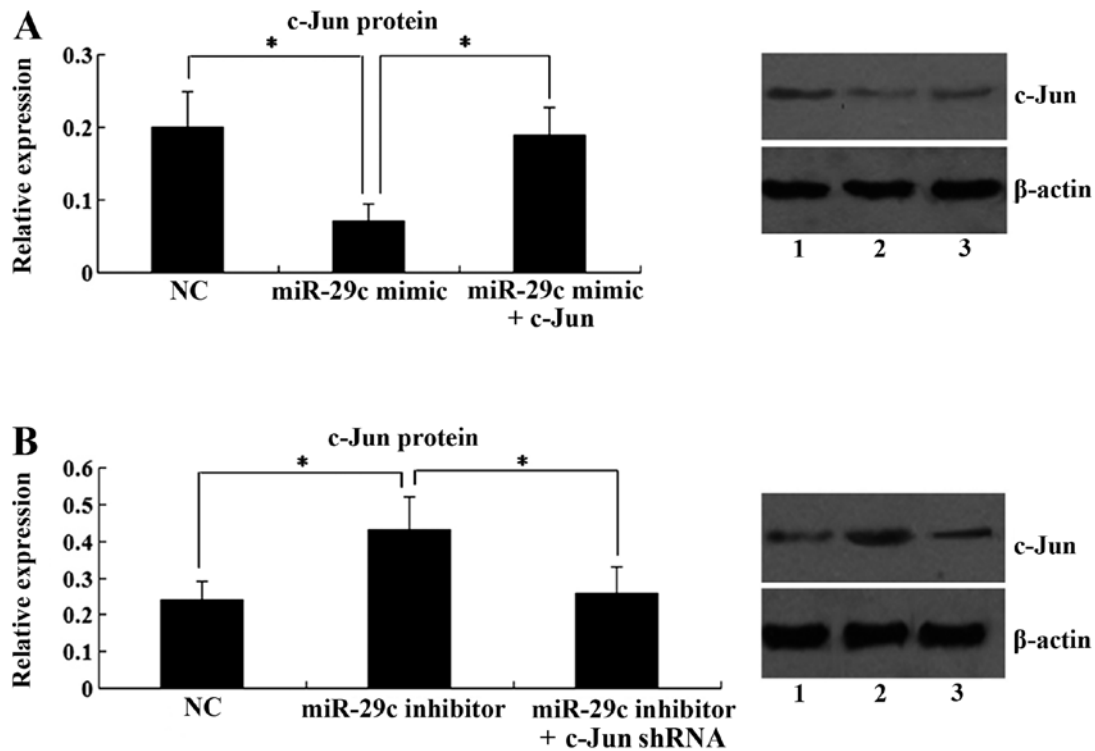 A
c-Jun protein
*
*
Relative expression
0.3
0.2
0.1
0
NC
miR-29c mimic
miR-29c mimic
+ c-Jun
c-Jun
β-actin
1 2 3
B
c-Jun protein
*
*
Relative expression
0.6
0.5
0.4
0.3
0.2
0.1
0
NC
miR-29c inhibitor
miR-29c inhibitor
+ c-Jun shRNA
c-Jun
β-actin
1 2 3